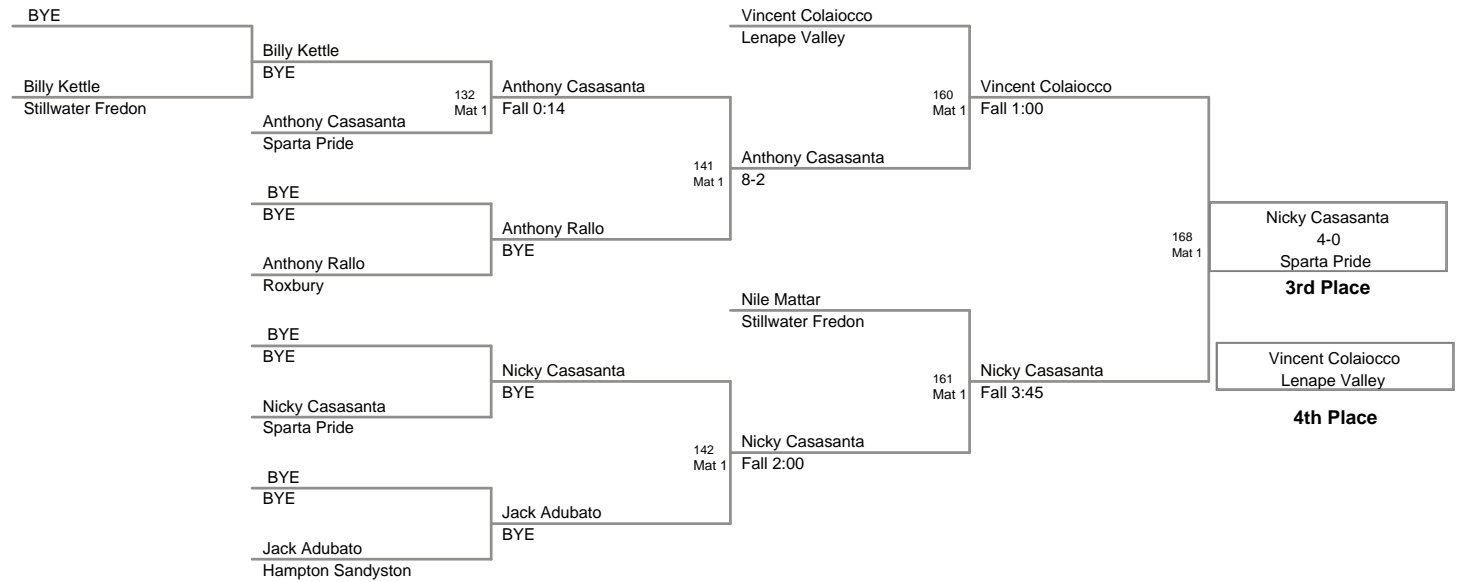 BYE
Billy Kettle
Stillwater Fredon
Billy Kettle
BYE
Anthony Casasanta
Sparta Pride
BYE
BYE
Anthony Rallo
Roxbury
BYE
BYE
Nicky Casasanta
Sparta Pride
BYE
BYE
Jack Adubato
Hampton Sandyston
132
Mat 1
Anthony Casasanta
Fall 0:14
Anthony Rallo
BYE
Nicky Casasanta
BYE
Jack Adubato
BYE
Vincent Colaiocco
Lenape Valley
141
Mat 1
Anthony Casasanta
8-2
Nile Mattar
Stillwater Fredon
142
Mat 1
Nicky Casasanta
Fall 2:00
160
Mat 1
Vincent Colaiocco
Fall 1:00
161
Mat 1
Nicky Casasanta
Fall 3:45
168
Mat 1
Nicky Casasanta
4-0
Sparta Pride
3rd Place
Vincent Colaiocco
Lenape Valley
4th Place